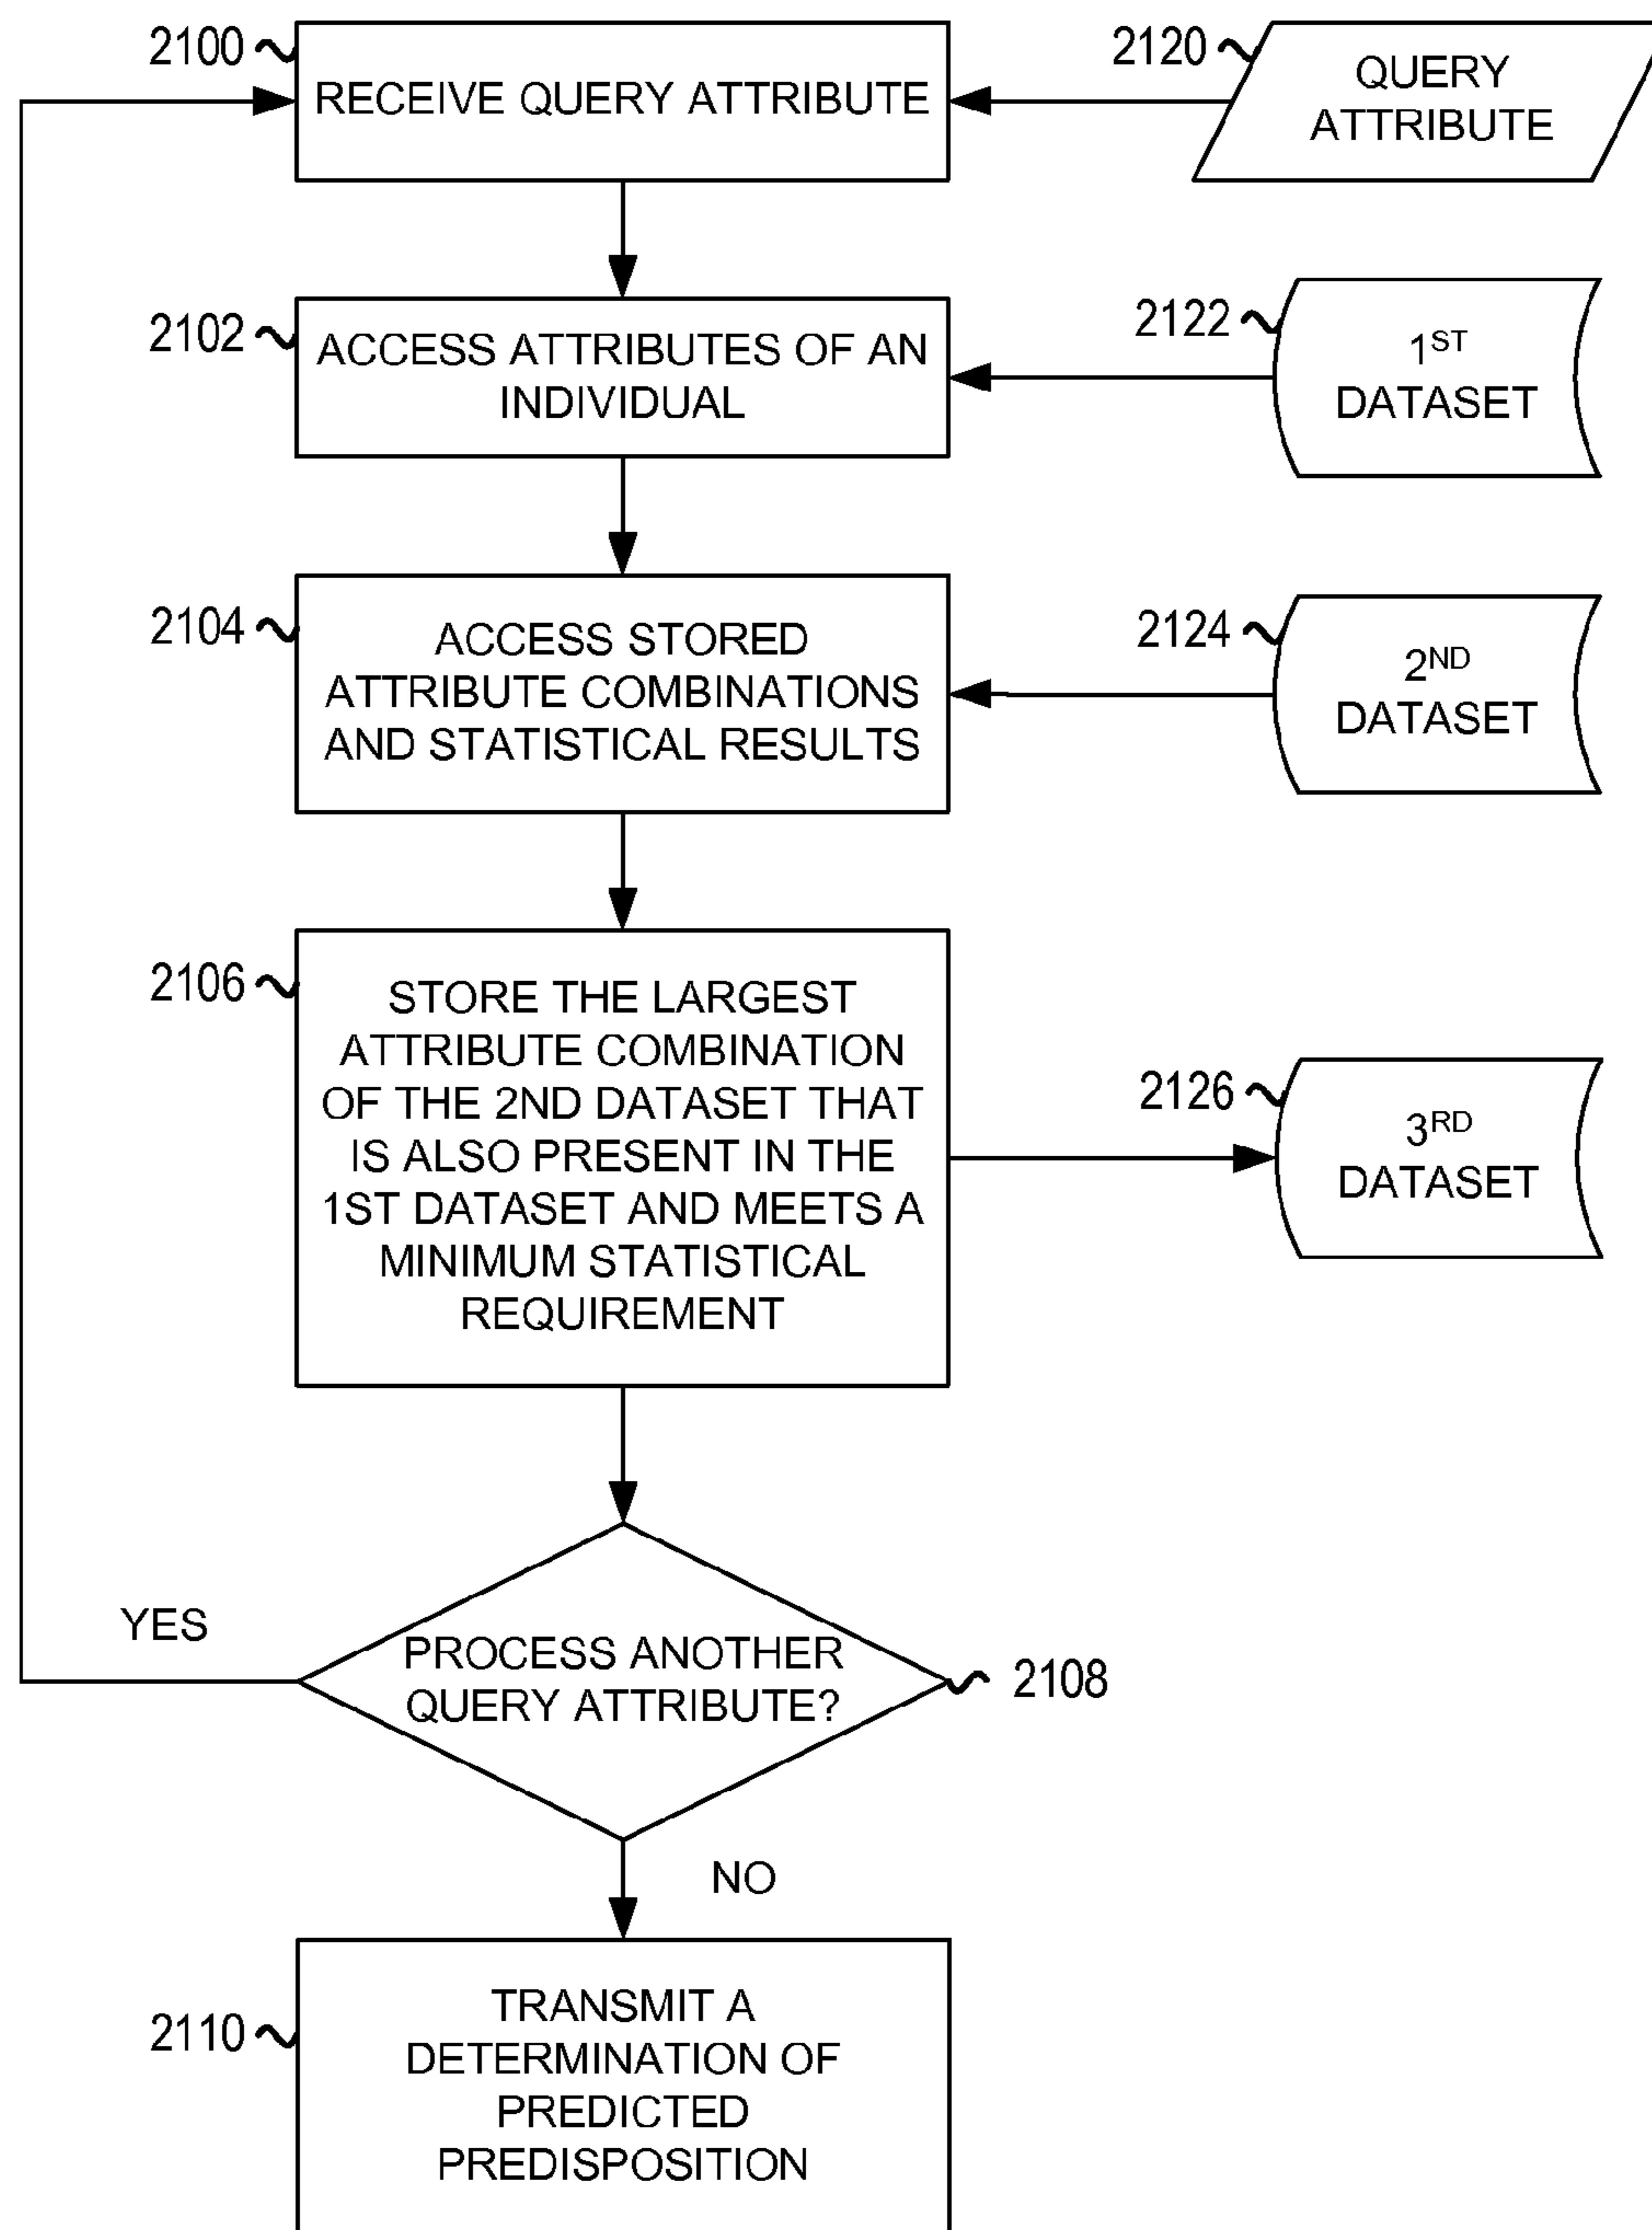 2100
RECEIVE QUERY ATTRIBUTE
2120
QUERY
ATTRIBUTE
2102
ACCESS ATTRIBUTES OF AN
INDIVIDUAL
2122
1ST
DATASET
2104
ACCESS STORED
ATTRIBUTE COMBINATIONS
AND STATISTICAL RESULTS
2124
2ND
DATASET
2106
STORE THE LARGEST
ATTRIBUTE COMBINATION
OF THE 2ND DATASET THAT
IS ALSO PRESENT IN THE
1ST DATASET AND MEETS A
MINIMUM STATISTICAL
REQUIREMENT
2126
3RD
DATASET
YES
PROCESS ANOTHER
QUERY ATTRIBUTE?
2108
NO
2110
TRANSMIT A
DETERMINATION OF
PREDICTED
PREDISPOSITION